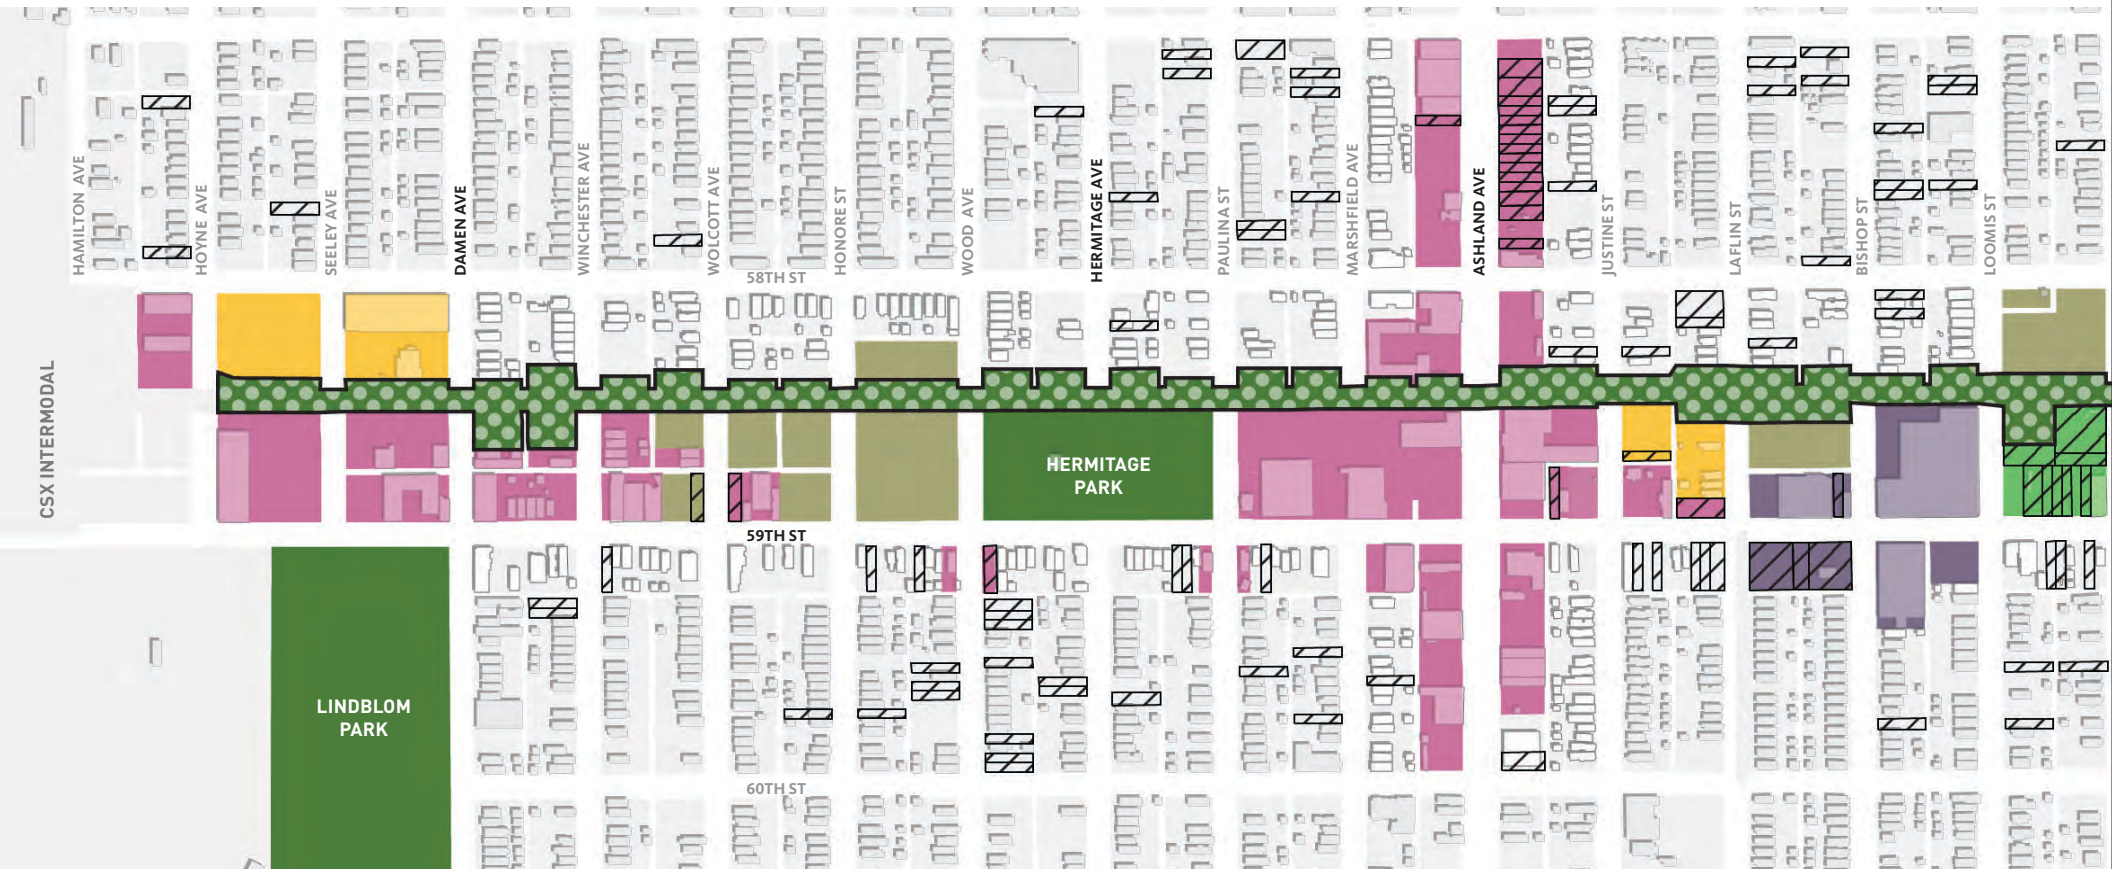 HAMILTON AVE
HOYNE AVE
SEELEY AVE
DAMEN AVE
WINCHESTER AVE
WOLCOTT AVE
58TH ST
HONORE ST
WOOD AVE
HERMITAGE AVE
PAULINA ST
MARSHFIELD AVE
ASHLAND AVE
JUSTINE ST
LAFLIN ST
BISHOP ST
LOOMIS ST
CSX INTERMODAL
HERMITAGE
PARK
59TH ST
LINDBLOM
PARK
60TH ST